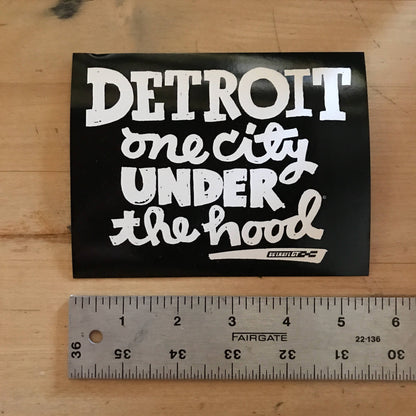 DETROIT
one city
UNDER
the hood
®
1 2 3 4 5 6
FAIRGATE
22-136
36 35 34 33 32 31 30